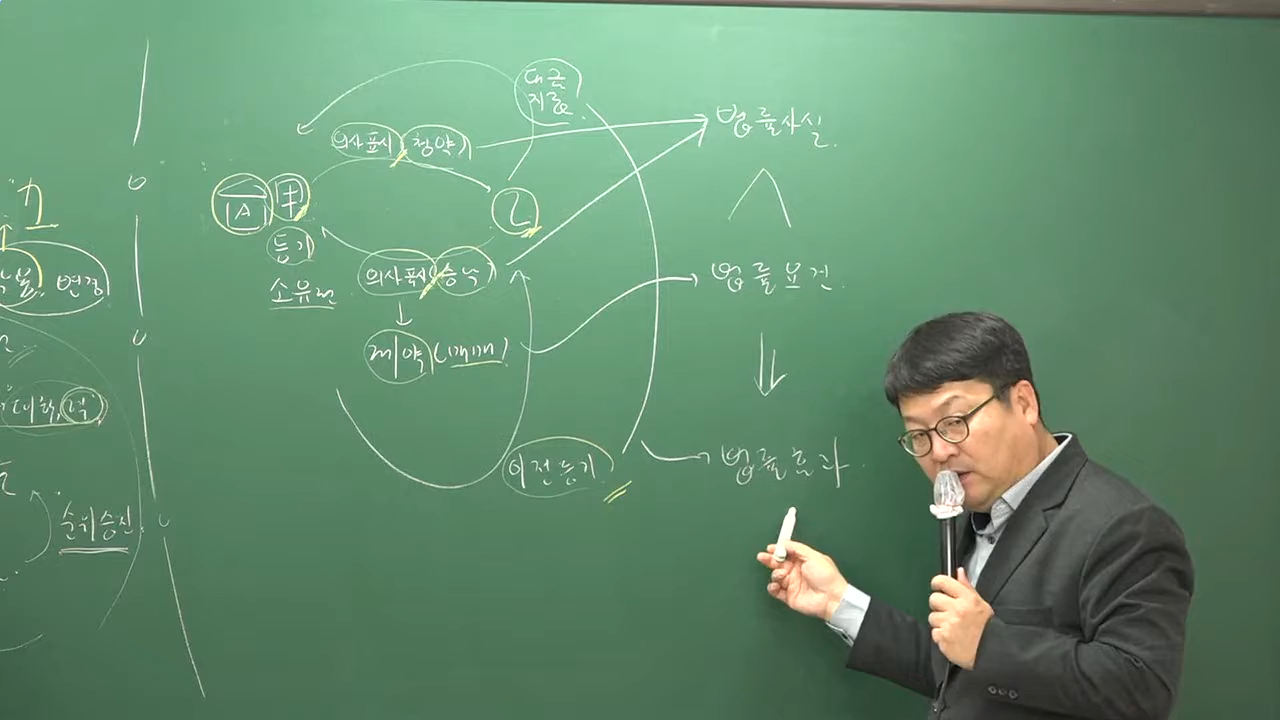 대금
지급
의사표시 (청약)
A 甲
乙
등기
소유권
의사표시 (승낙)
계약 (매매)
이전등기
법률사실
법률요건
법률효과
변경
순위승진